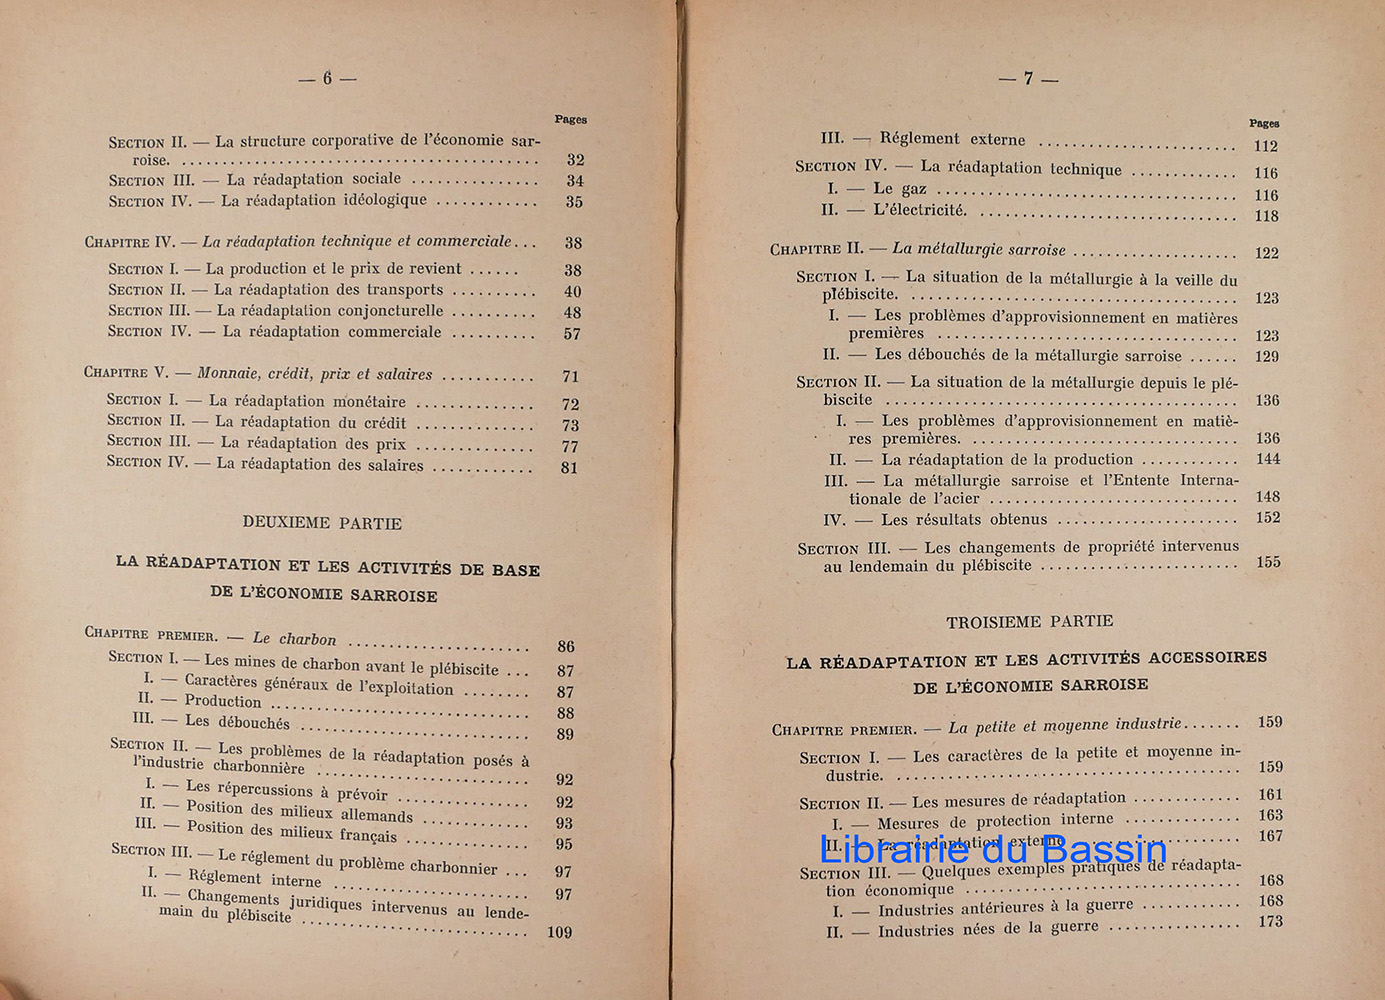 — 6 —
Pages
SECTION II. — La structure corporative de l'économie sar-
roise. .......... 32
SECTION III. — La réadaptation sociale .......... 34
SECTION IV. — La réadaptation idéologique .......... 35
CHAPITRE IV. — La réadaptation technique et commerciale... 38
SECTION I. — La production et le prix de revient ...... 38
SECTION II. — La réadaptation des transports .......... 40
SECTION III. — La réadaptation conjoncturelle .......... 48
SECTION IV. — La réadaptation commerciale .......... 57
CHAPITRE V. — Monnaie, crédit, prix et salaires .......... 71
SECTION I. — La réadaptation monétaire .......... 72
SECTION II. — La réadaptation du crédit .......... 73
SECTION III. — La réadaptation des prix .......... 77
SECTION IV. — La réadaptation des salaires .......... 81
DEUXIEME PARTIE
LA RÉADAPTATION ET LES ACTIVITÉS DE BASE
DE L'ÉCONOMIE SARROISE
CHAPITRE PREMIER. — Le charbon .......... 86
SECTION I. — Les mines de charbon avant le plébiscite ... 87
I. — Caractères généraux de l'exploitation ........ 87
II. — Production .......... 88
III. — Les débouchés .......... 89
SECTION II. — Les problèmes de la réadaptation posés à
l'industrie charbonnière .......... 92
I. — Les répercussions à prévoir .......... 92
II. — Position des milieux allemands .......... 93
III. — Position des milieux français .......... 95
SECTION III. — Le réglement du problème charbonnier ... 97
I. — Réglement interne .......... 97
II. — Changements juridiques intervenus au lende-
main du plébiscite .......... 109
— 7 —
Pages
III. — Réglement externe .......... 112
SECTION IV. — La réadaptation technique .......... 116
I. — Le gaz .......... 116
II. — L'électricité. .......... 118
CHAPITRE II. — La métallurgie sarroise .......... 122
SECTION I. — La situation de la métallurgie à la veille du
plébiscite. .......... 123
I. — Les problèmes d'approvisionnement en matières
premières .......... 123
II. — Les débouchés de la métallurgie sarroise ...... 129
SECTION II. — La situation de la métallurgie depuis le plé-
biscite .......... 136
I. — Les problèmes d'approvisionnement en matiè-
res premières. .......... 136
II. — La réadaptation de la production .......... 144
III. — La métallurgie sarroise et l'Entente Interna-
tionale de l'acier .......... 148
IV. — Les résultats obtenus .......... 152
SECTION III. — Les changements de propriété intervenus
au lendemain du plébiscite .......... 155
TROISIEME PARTIE
LA RÉADAPTATION ET LES ACTIVITÉS ACCESSOIRES
DE L'ÉCONOMIE SARROISE
CHAPITRE PREMIER. — La petite et moyenne industrie....... 159
SECTION I. — Les caractères de la petite et moyenne in-
dustrie. .......... 159
SECTION II. — Les mesures de réadaptation .......... 161
I. — Mesures de protection interne .......... 163
II. — La réadaptation externe .......... 167
Librairie du Bassin
SECTION III. — Quelques exemples pratiques de réadapta-
tion économique .......... 168
I. — Industries antérieures à la guerre .......... 168
II. — Industries nées de la guerre .......... 173